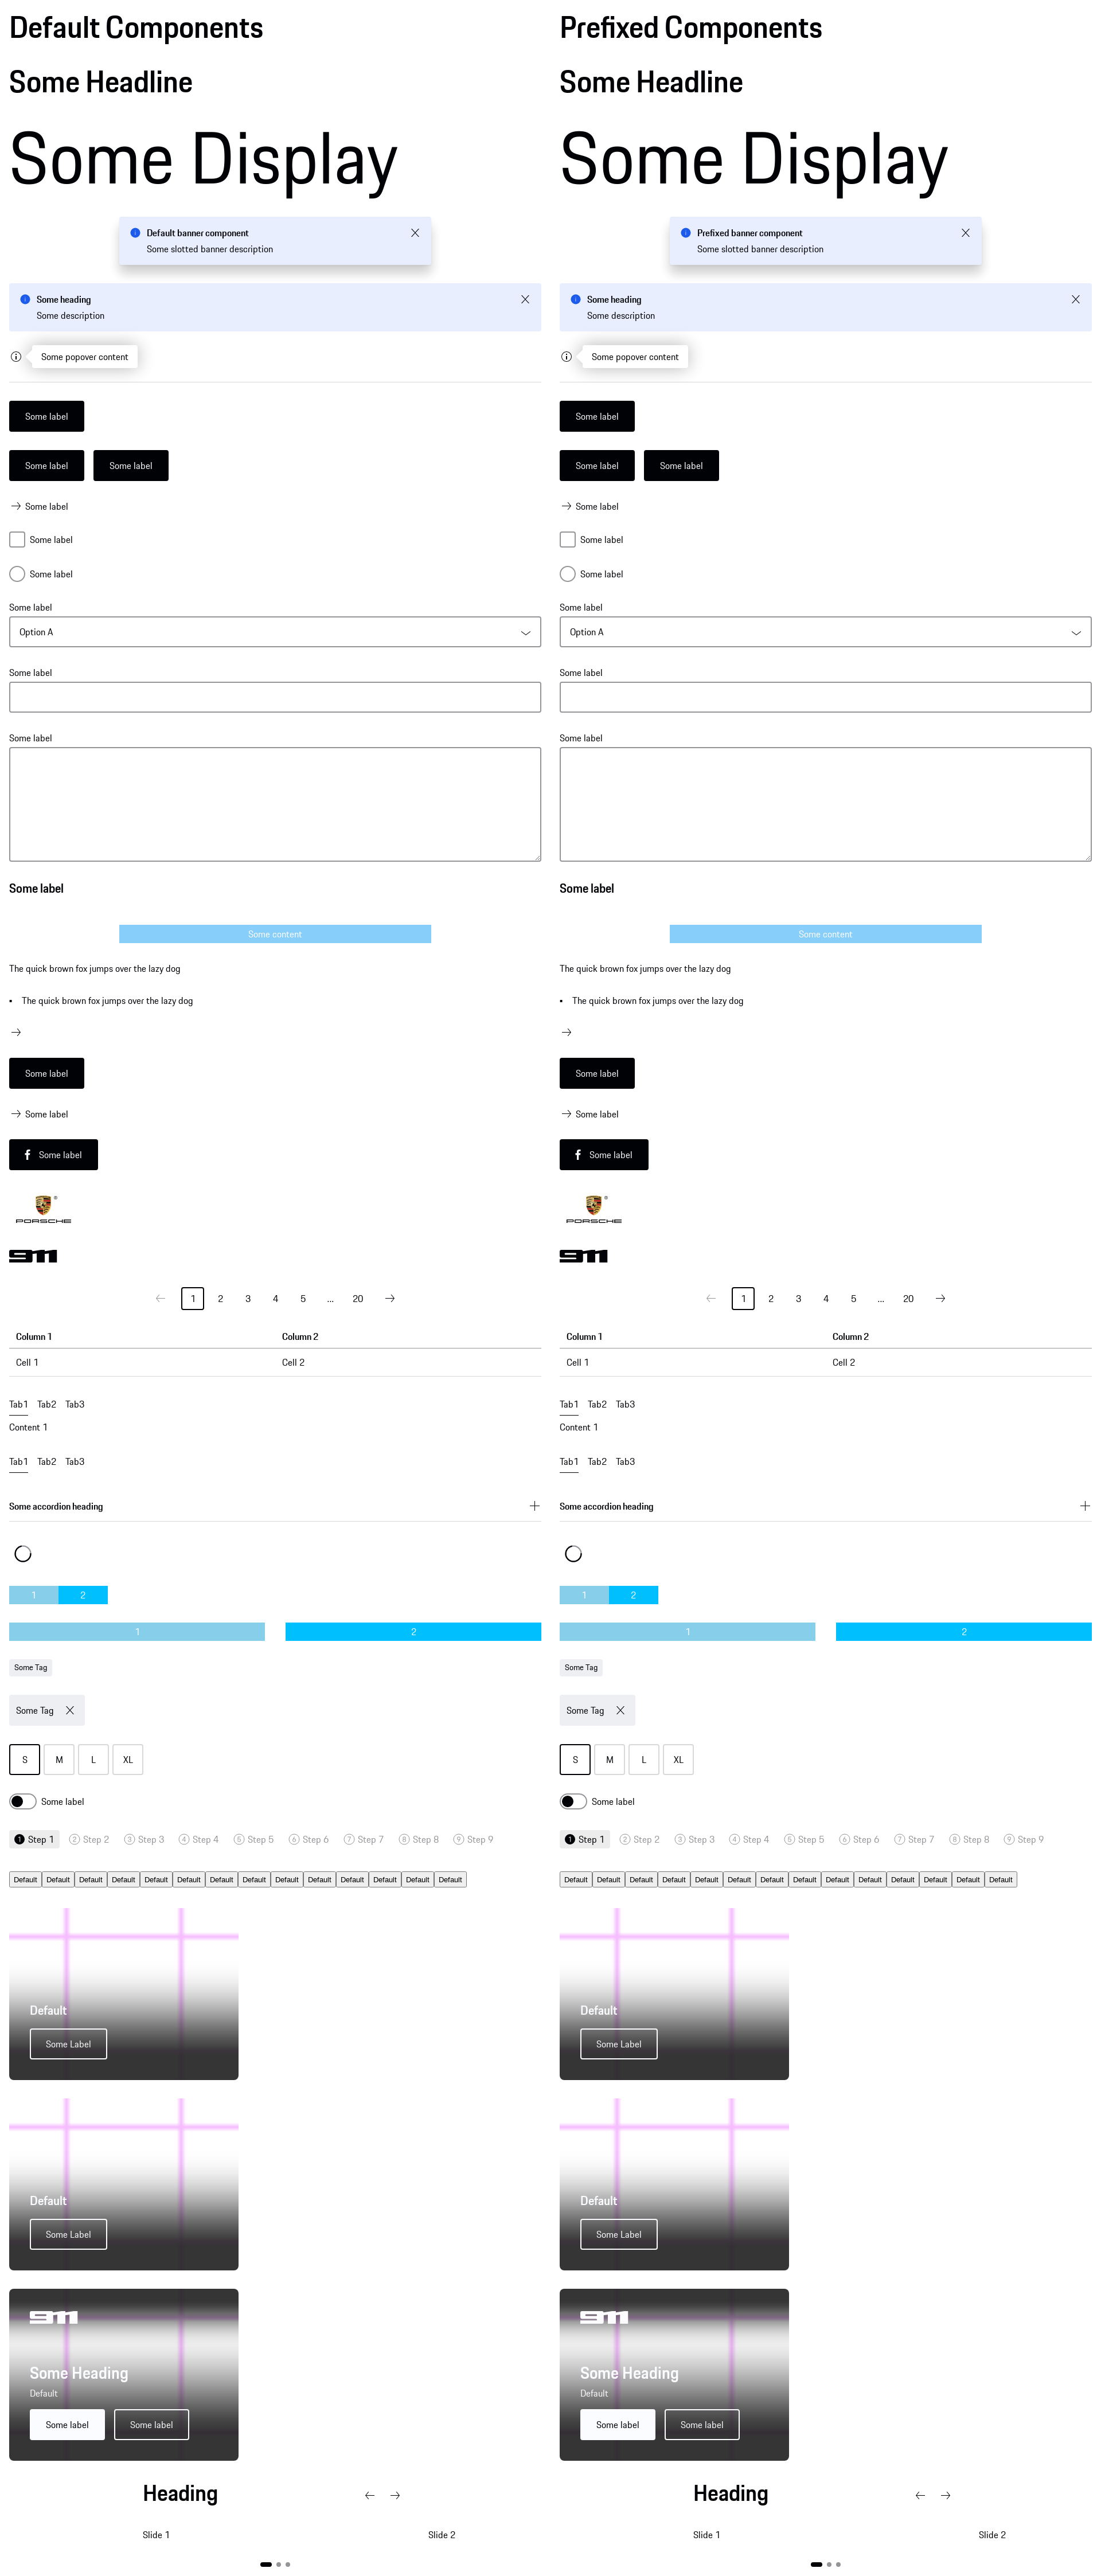 Default Components
Some Headline
Some Display
Default banner component
Some slotted banner description
Some heading
Some description
Some popover content
Some label
Some label Some label
Some label
Some label
Some label
Some label
Option A
Some label
Some label
Some label
Some content
The quick brown fox jumps over the lazy dog
• The quick brown fox jumps over the lazy dog
Some label
Some label
Some label
PORSCHE
911
1 2 3 4 5 ... 20
Column 1 Column 2
Cell 1 Cell 2
Tab1 Tab2 Tab3
Content 1
Tab1 Tab2 Tab3
Some accordion heading
1 2
1 2
Some Tag
Some Tag
S M L XL
Some label
1 Step 1 2 Step 2 3 Step 3 4 Step 4 5 Step 5 6 Step 6 7 Step 7 8 Step 8 9 Step 9
Default Default Default Default Default Default Default Default Default Default Default Default Default Default
Default
Some Label
Default
Some Label
911
Some Heading
Default
Some label Some label
Heading
Slide 1 Slide 2
Prefixed Components
Some Headline
Some Display
Prefixed banner component
Some slotted banner description
Some heading
Some description
Some popover content
Some label
Some label Some label
Some label
Some label
Some label
Some label
Option A
Some label
Some label
Some label
Some content
The quick brown fox jumps over the lazy dog
• The quick brown fox jumps over the lazy dog
Some label
Some label
Some label
PORSCHE
911
1 2 3 4 5 ... 20
Column 1 Column 2
Cell 1 Cell 2
Tab1 Tab2 Tab3
Content 1
Tab1 Tab2 Tab3
Some accordion heading
1 2
1 2
Some Tag
Some Tag
S M L XL
Some label
1 Step 1 2 Step 2 3 Step 3 4 Step 4 5 Step 5 6 Step 6 7 Step 7 8 Step 8 9 Step 9
Default Default Default Default Default Default Default Default Default Default Default Default Default Default
Default
Some Label
Default
Some Label
911
Some Heading
Default
Some label Some label
Heading
Slide 1 Slide 2